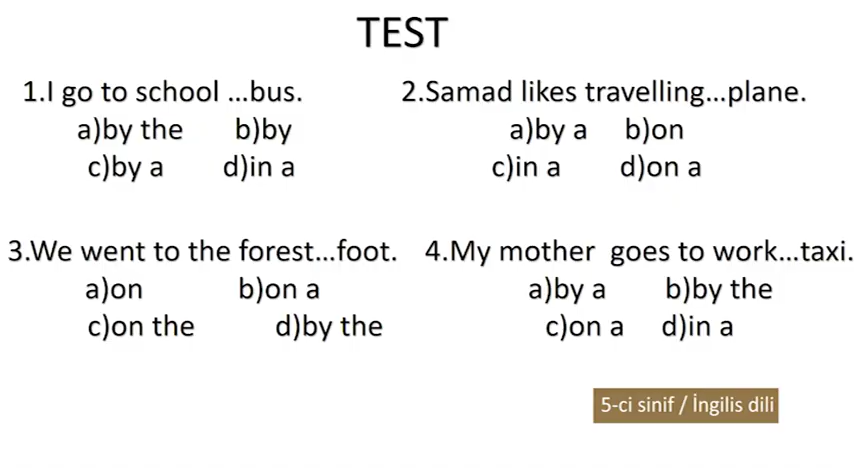 TEST
1.I go to school ...bus.
a)by the b)by
c)by a d)in a
2.Samad likes travelling...plane.
a)by a b)on
c)in a d)on a
3.We went to the forest...foot.
a)on b)on a
c)on the d)by the
4.My mother goes to work...taxi.
a)by a b)by the
c)on a d)in a
5-ci sinif / İngilis dili